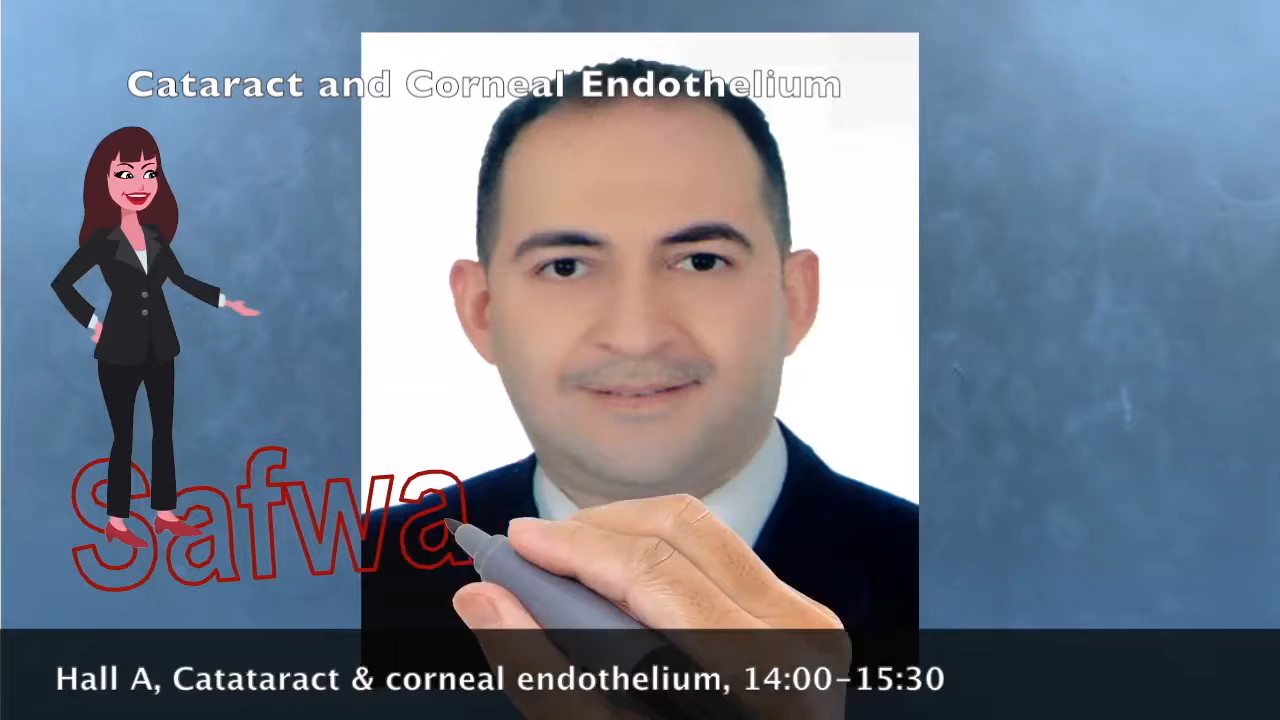 Cataract and Corneal Endothelium
Safwa
Hall A, Catataract & corneal endothelium, 14:00-15:30